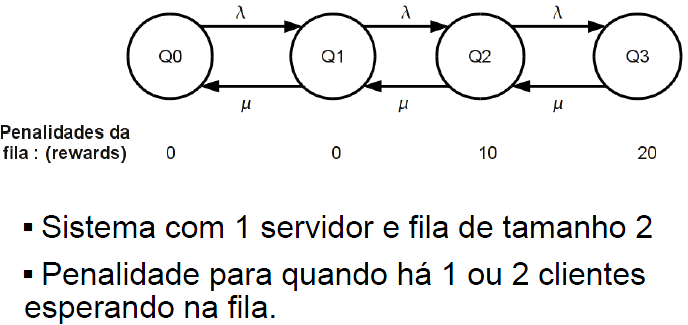 λ λ λ
Q0 Q1 Q2 Q3
μ μ μ
Penalidades da
fila : (rewards) 0 0 10 20
▪ Sistema com 1 servidor e fila de tamanho 2
▪ Penalidade para quando há 1 ou 2 clientes
esperando na fila.